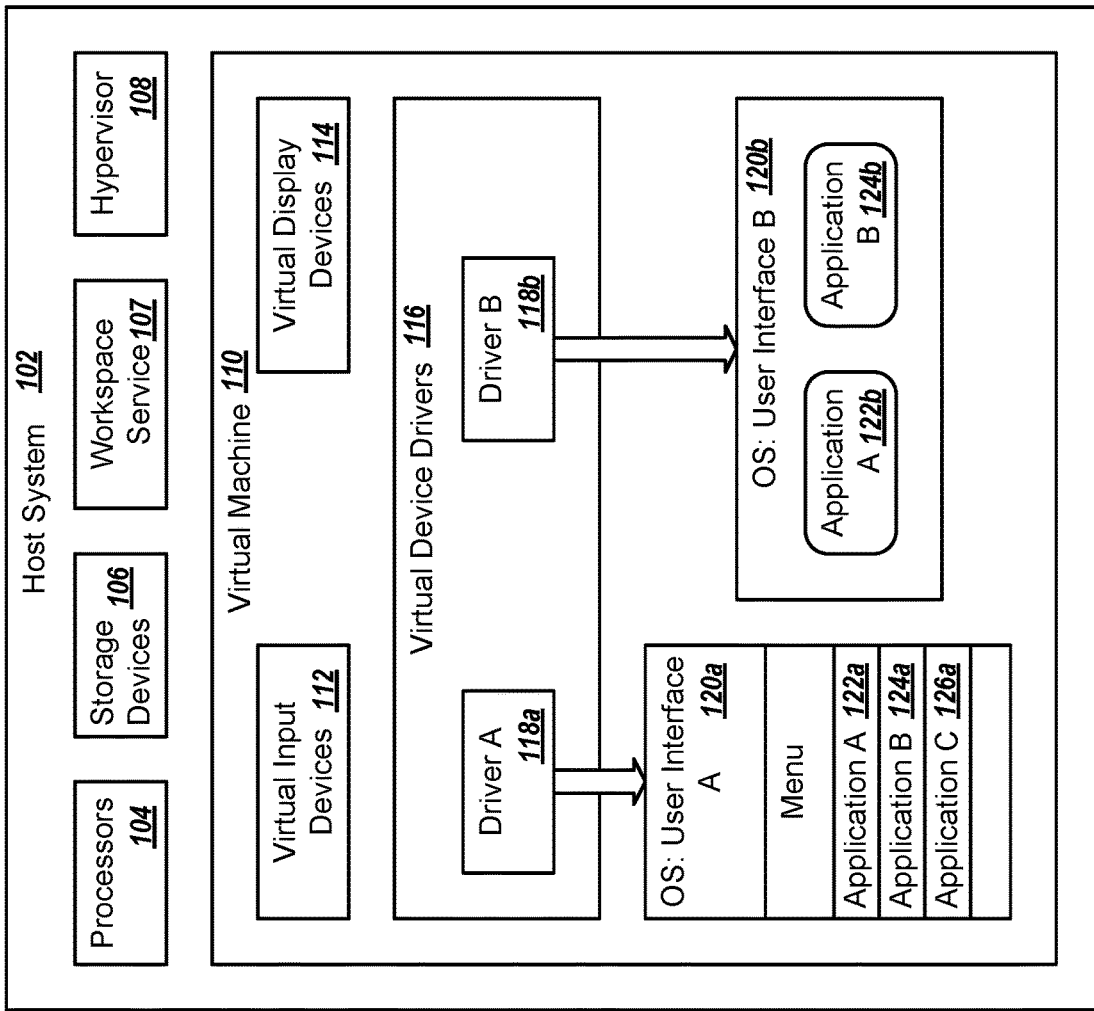 Host System 102
Processors
104
Storage
Devices 106
Workspace
Service 107
Hypervisor
108
Virtual Machine 110
Virtual Input
Devices 112
Virtual Display
Devices 114
Virtual Device Drivers 116
Driver A
118a
Driver B
118b
OS: User Interface
A 120a
Menu
Application A 122a
Application B 124a
Application C 126a
OS: User Interface B 120b
Application
A 122b
Application
B 124b